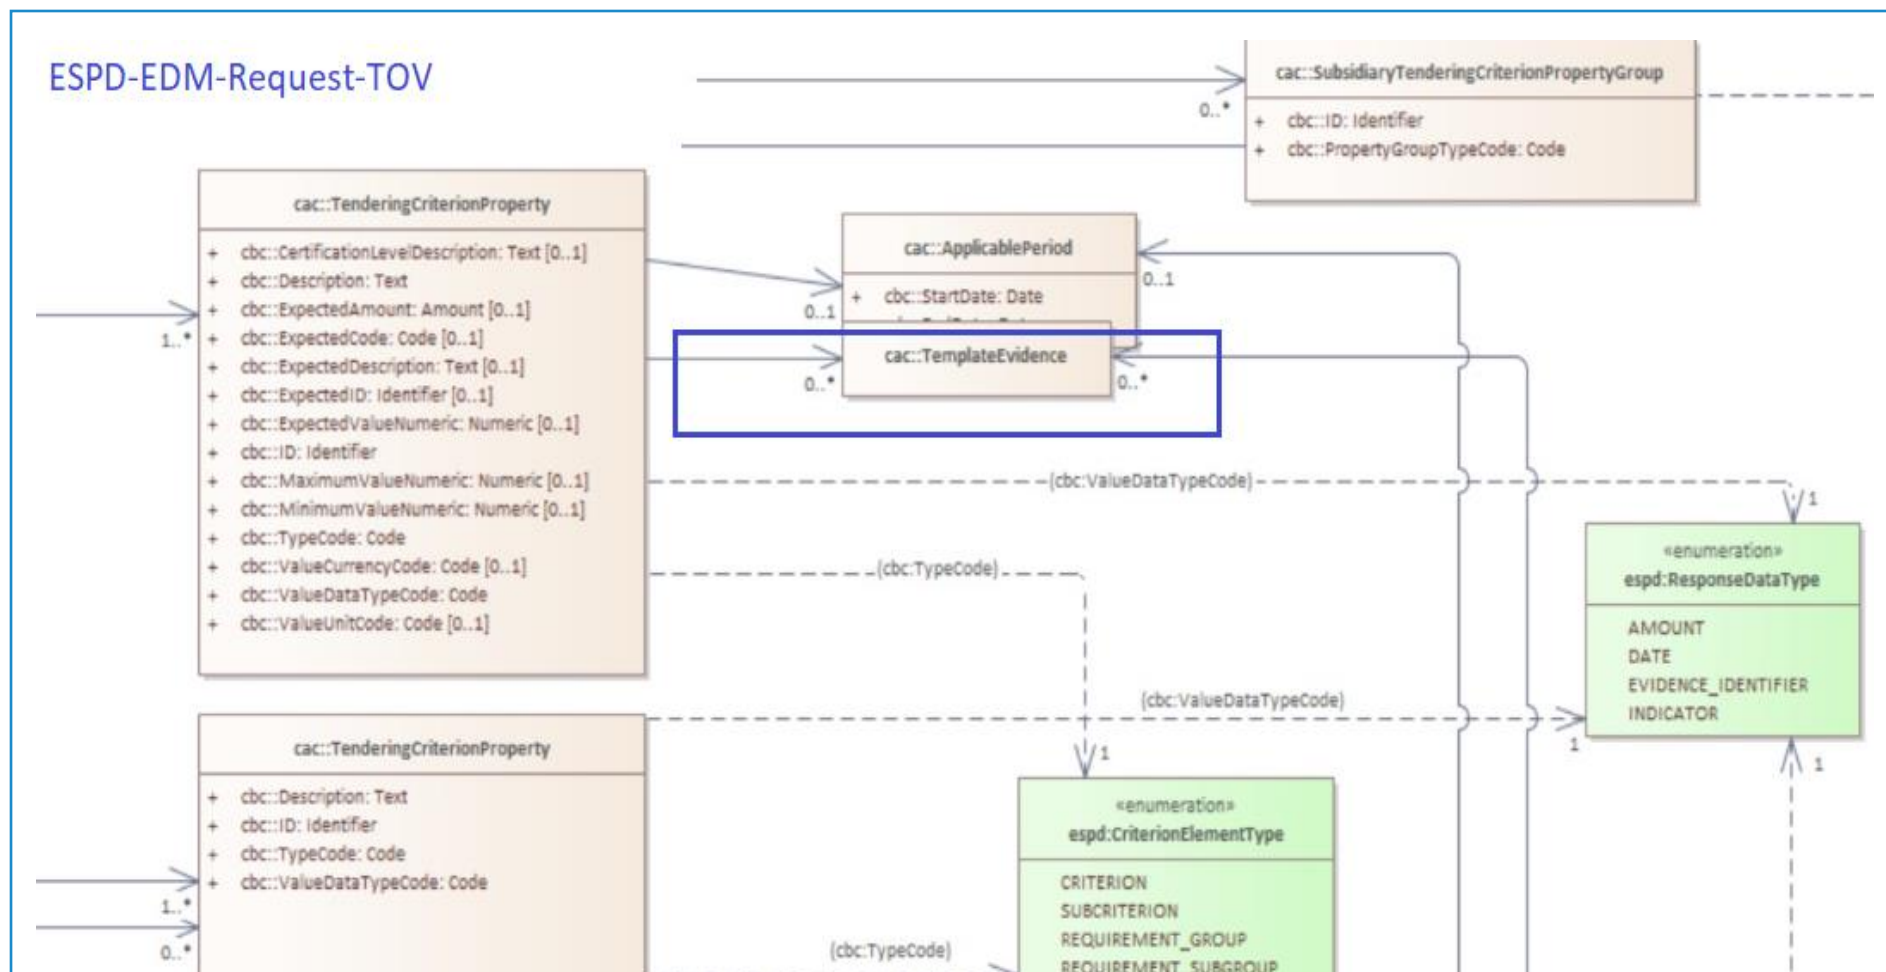 ESPD-EDM-Request-TOV
cac::SubsidiaryTenderingCriterionPropertyGroup
0..*
+ cbc::ID: Identifier
+ cbc::PropertyGroupTypeCode: Code
cac::TenderingCriterionProperty
+ cbc::CertificationLevelDescription: Text [0..1]
+ cbc::Description: Text
+ cbc::ExpectedAmount: Amount [0..1]
+ cbc::ExpectedCode: Code [0..1]
+ cbc::ExpectedDescription: Text [0..1]
+ cbc::ExpectedID: Identifier [0..1]
+ cbc::ExpectedValueNumeric: Numeric [0..1]
+ cbc::ID: Identifier
+ cbc::MaximumValueNumeric: Numeric [0..1]
+ cbc::MinimumValueNumeric: Numeric [0..1]
+ cbc::TypeCode: Code
+ cbc::ValueCurrencyCode: Code [0..1]
+ cbc::ValueDataTypeCode: Code
+ cbc::ValueUnitCode: Code [0..1]
1..*
cac::ApplicablePeriod
+ cbc::StartDate: Date
0..1
0..1
cac::TemplateEvidence
0..*
0..*
(cbc:ValueDataTypeCode)
1
(cbc:TypeCode)
1
«enumeration»
espd:ResponseDataType
AMOUNT
DATE
EVIDENCE_IDENTIFIER
INDICATOR
(cbc:ValueDataTypeCode)
1
1
cac::TenderingCriterionProperty
+ cbc::Description: Text
+ cbc::ID: Identifier
+ cbc::TypeCode: Code
+ cbc::ValueDataTypeCode: Code
1..*
0..*
«enumeration»
espd:CriterionElementType
CRITERION
SUBCRITERION
REQUIREMENT_GROUP
REQUIREMENT_SUBGROUP
(cbc:TypeCode)